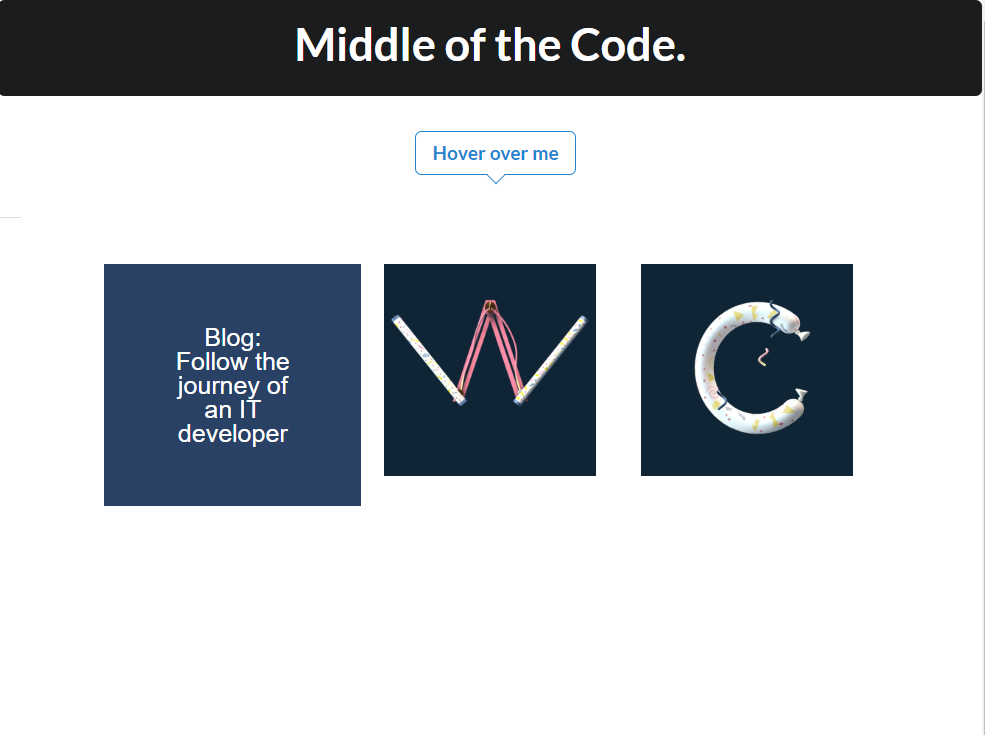 Middle of the Code.
Hover over me
Blog:
Follow the
journey of
an IT
developer
W
C